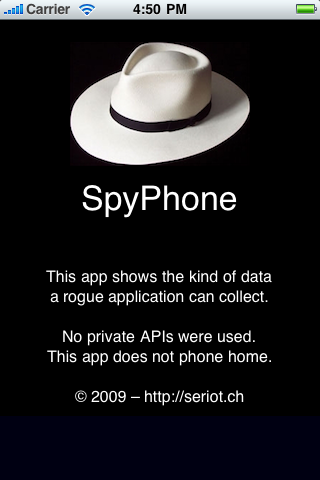 Carrier 4:50 PM
SpyPhone
This app shows the kind of data
a rogue application can collect.
No private APIs were used.
This app does not phone home.
© 2009 – http://seriot.ch